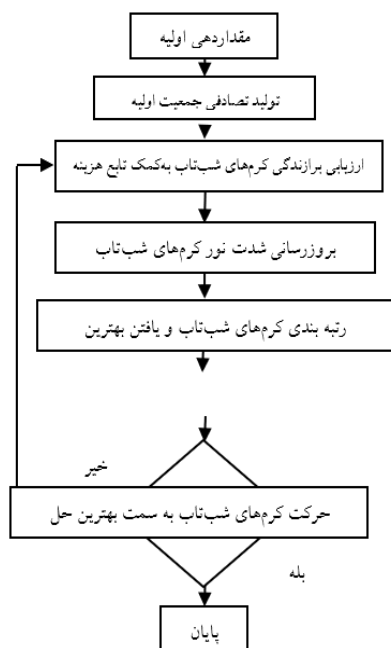 مقداردهی اولیه
تولید تصادفی جمعیت اولیه
ارزیابی برازندگی کرم‌های شب‌تاب به‌کمک تابع هزینه
بروزرسانی شدت نور کرم‌های شب‌تاب
رتبه بندی کرم‌های شب‌تاب و یافتن بهترین
خیر
حرکت کرم‌های شب‌تاب به سمت بهترین حل
بله
پایان